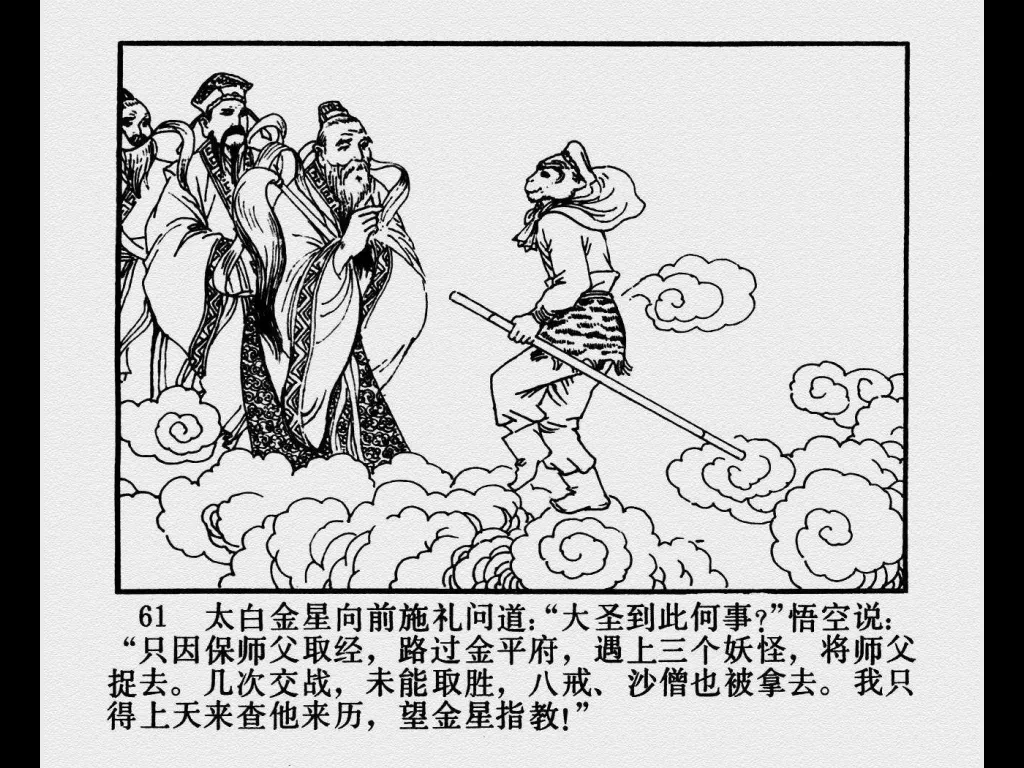 61 太白金星向前施礼问道：“大圣到此何事？”悟空说：
“只因保师父取经，路过金平府，遇上三个妖怪，将师父
捉去。几次交战，未能取胜，八戒、沙僧也被拿去。我只
得上天来查他来历，望金星指教！”